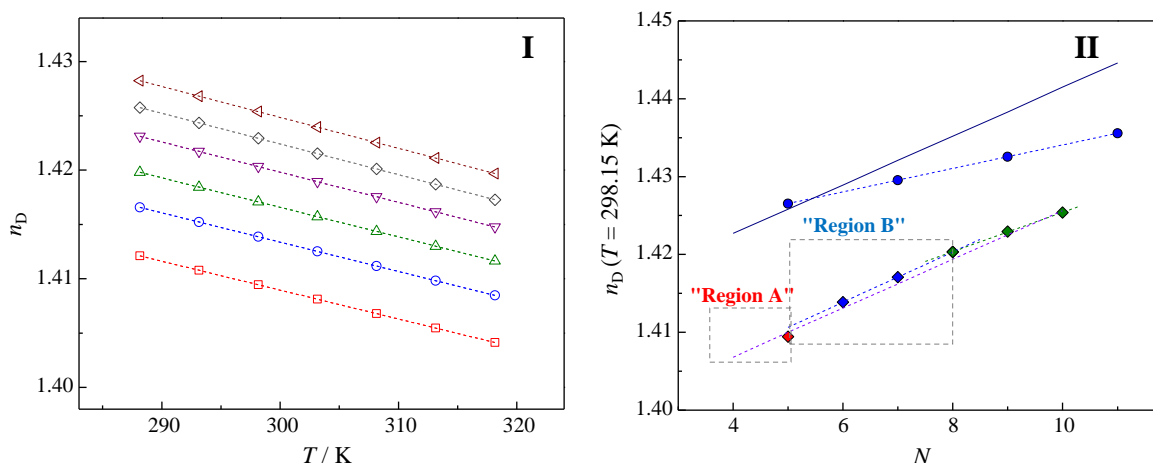 I
1.43
1.42
1.41
1.40
n_D
290
300
310
320
T / K
II
1.45
1.44
1.43
1.42
1.41
1.40
n_D (T = 298.15 K)
"Region B"
"Region A"
4
6
8
10
N